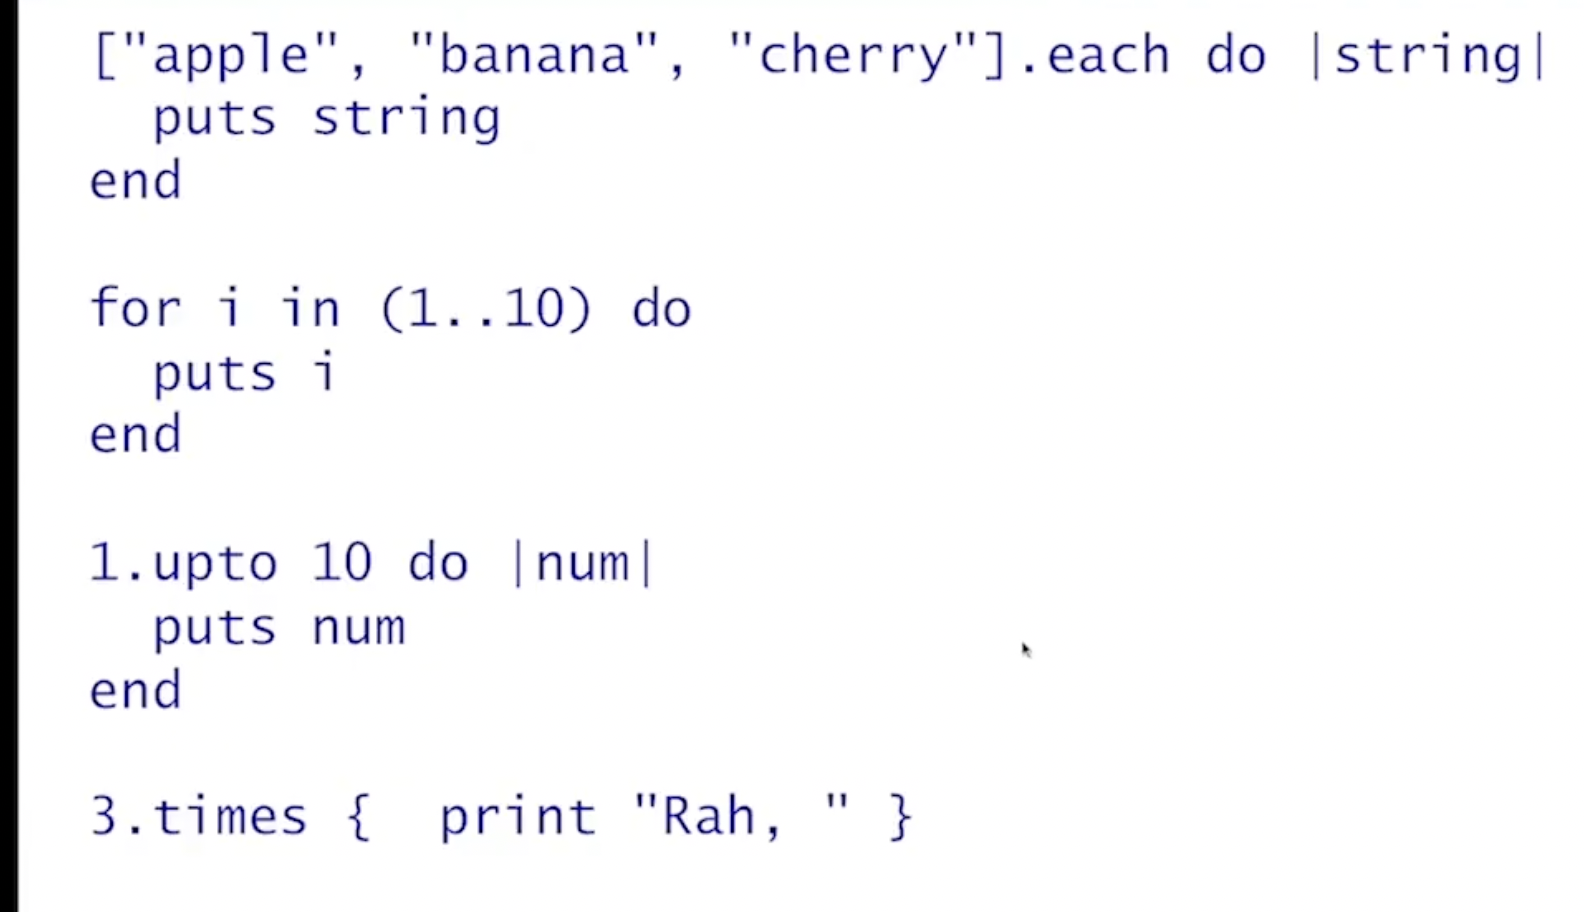 ["apple", "banana", "cherry"].each do |string|
  puts string
end

for i in (1..10) do
  puts i
end

1.upto 10 do |num|
  puts num
end

3.times {  print "Rah, " }